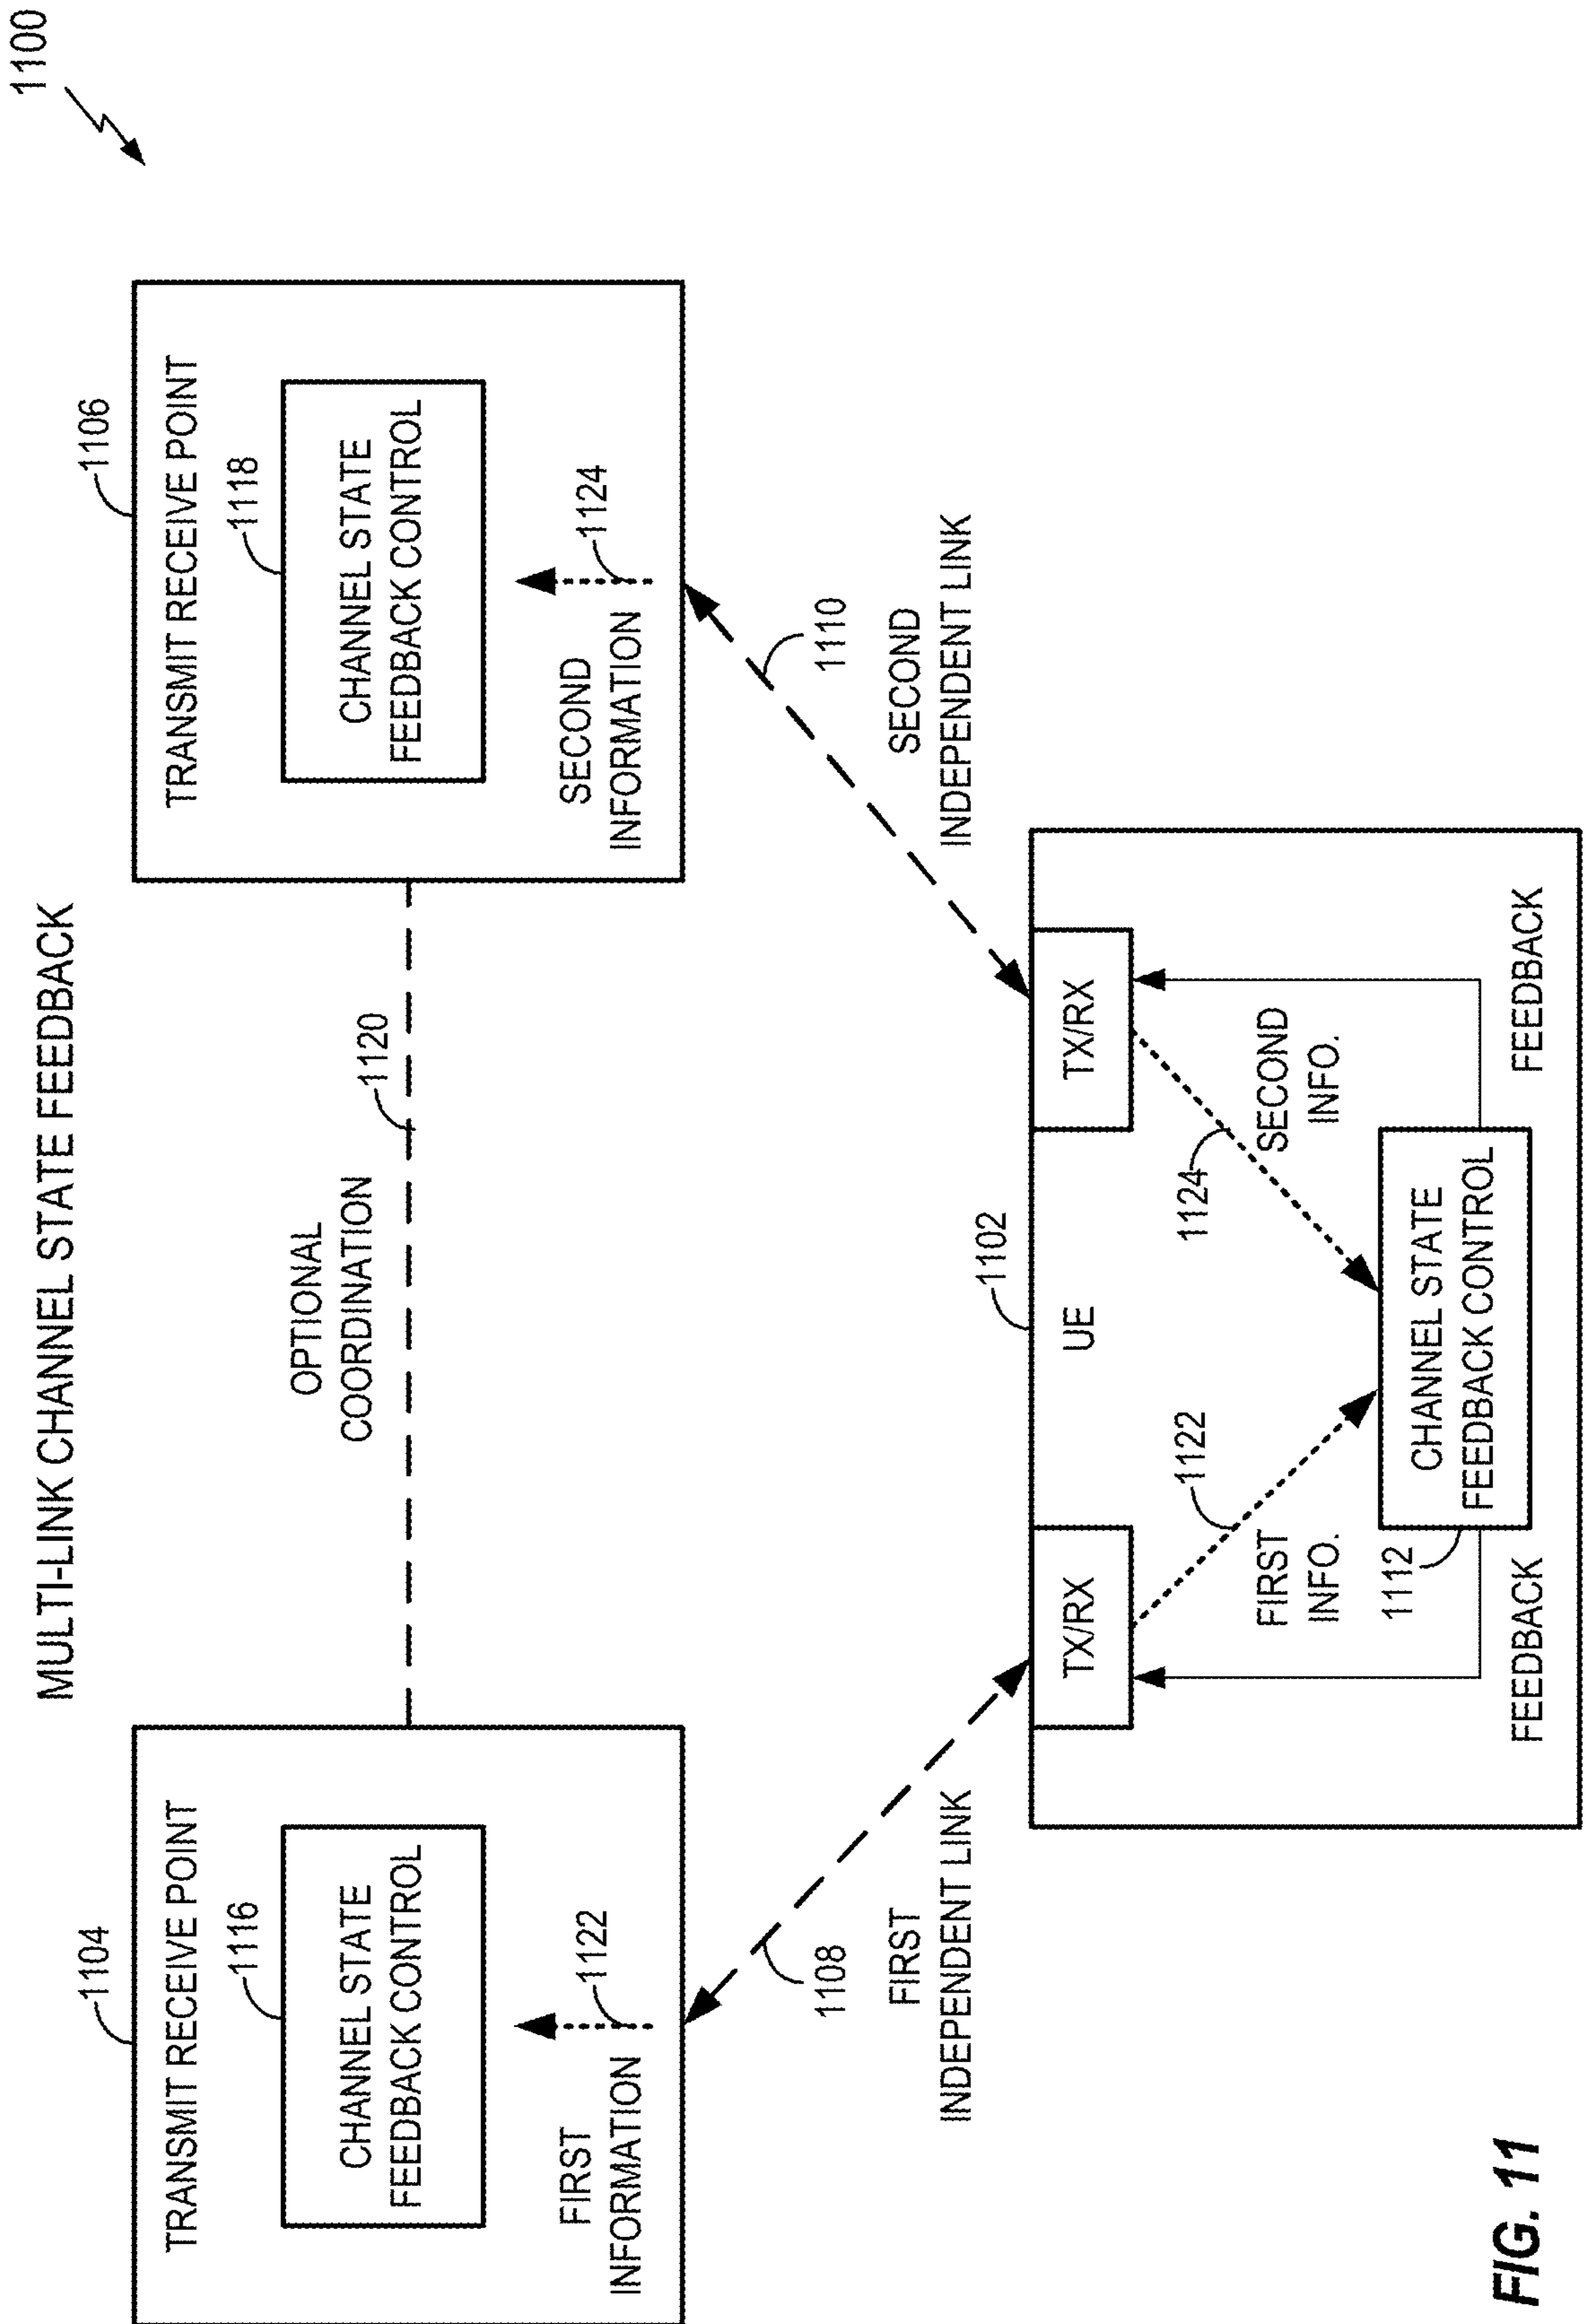 1100
MULTI-LINK CHANNEL STATE FEEDBACK
1104
TRANSMIT RECEIVE POINT
1116
CHANNEL STATE
FEEDBACK CONTROL
FIRST
INFORMATION
1122
OPTIONAL
COORDINATION
1120
1106
TRANSMIT RECEIVE POINT
1118
CHANNEL STATE
FEEDBACK CONTROL
SECOND
INFORMATION
1124
1108
FIRST
INDEPENDENT LINK
1110
SECOND
INDEPENDENT LINK
1102
UE
TX/RX
TX/RX
1122
FIRST
INFO.
1124
SECOND
INFO.
1112
CHANNEL STATE
FEEDBACK CONTROL
FEEDBACK
FEEDBACK
FIG. 11